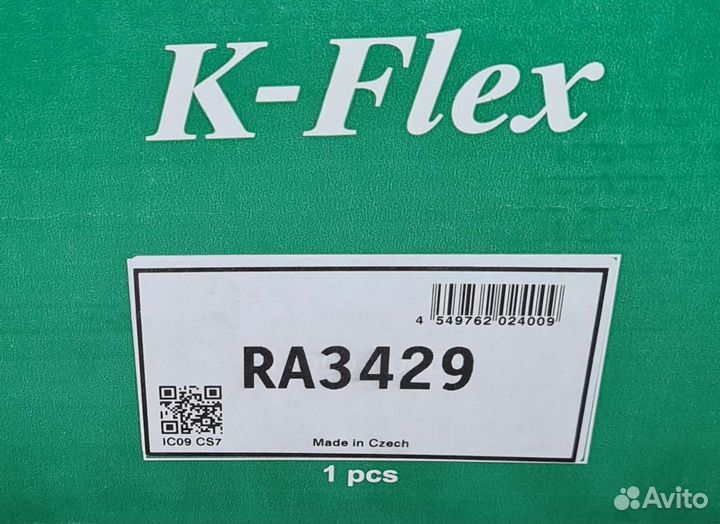 K-Flex
4 549762 024009
RA3429
IC09 CS7
Made in Czech
1 pcs
Avito